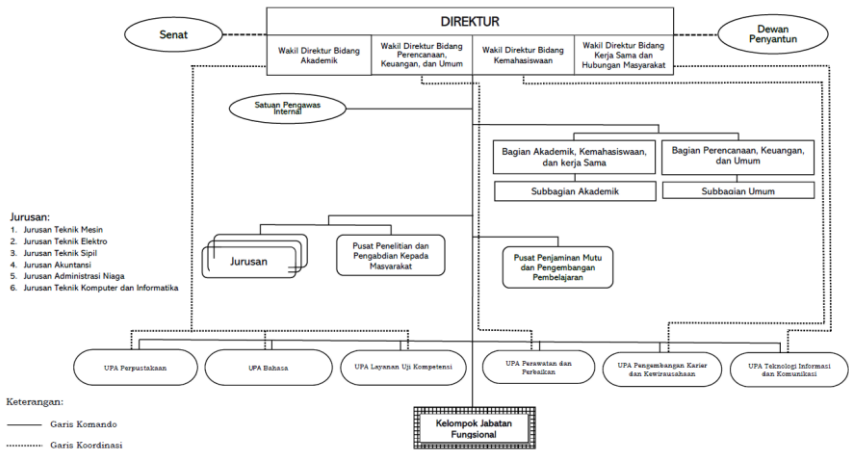 DIREKTUR
Senat
Dewan
Penyantun
Wakil Direktur Bidang
Akademik
Wakil Direktur Bidang
Perencanaan,
Keuangan, dan Umum
Wakil Direktur Bidang
Kemahasiswaan
Wakil Direktur Bidang
Kerja Sama dan
Hubungan Masyarakat
Satuan Pengawas
Internal
Bagian Akademik, Kemahasiswaan,
dan kerja Sama
Bagian Perencanaan, Keuangan,
dan Umum
Subbagian Akademik
Subbagian Umum
Jurusan:
1. Jurusan Teknik Mesin
2. Jurusan Teknik Elektro
3. Jurusan Teknik Sipil
4. Jurusan Akuntansi
5. Jurusan Administrasi Niaga
6. Jurusan Teknik Komputer dan Informatika
Jurusan
Pusat Penelitian dan
Pengabdian Kepada
Masyarakat
Pusat Penjaminan Mutu
dan Pengembangan
Pembelajaran
UPA Perpustakaan
UPA Bahasa
UPA Layanan Uji Kompetensi
UPA Perawatan dan
Perbaikan
UPA Pengembangan Karier
dan Kewirausahaan
UPA Teknologi Informasi
dan Komunikasi
Keterangan:
Garis Komando
Garis Koordinasi
Kelompok Jabatan
Fungsional